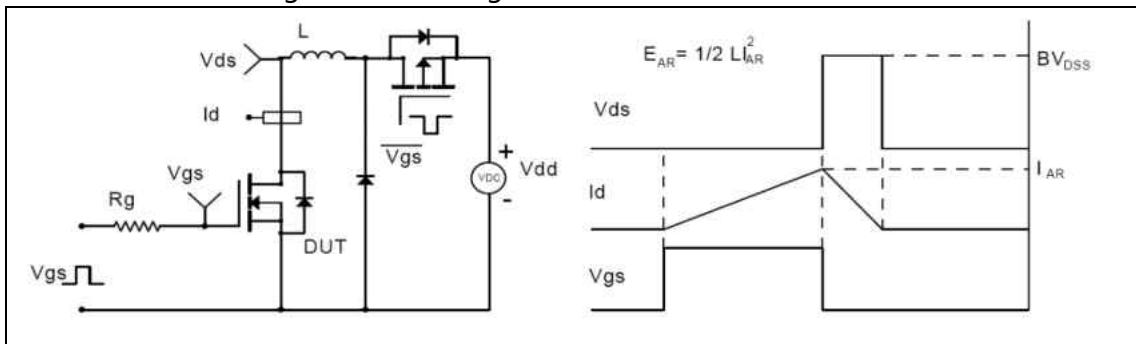 L
Vds
Id
Vgs
Vgs
Rg
DUT
Vgs
+
Vdd
VDC
-
E_AR = 1/2 LI_AR^2
BV_DSS
Vds
I_AR
Id
Vgs